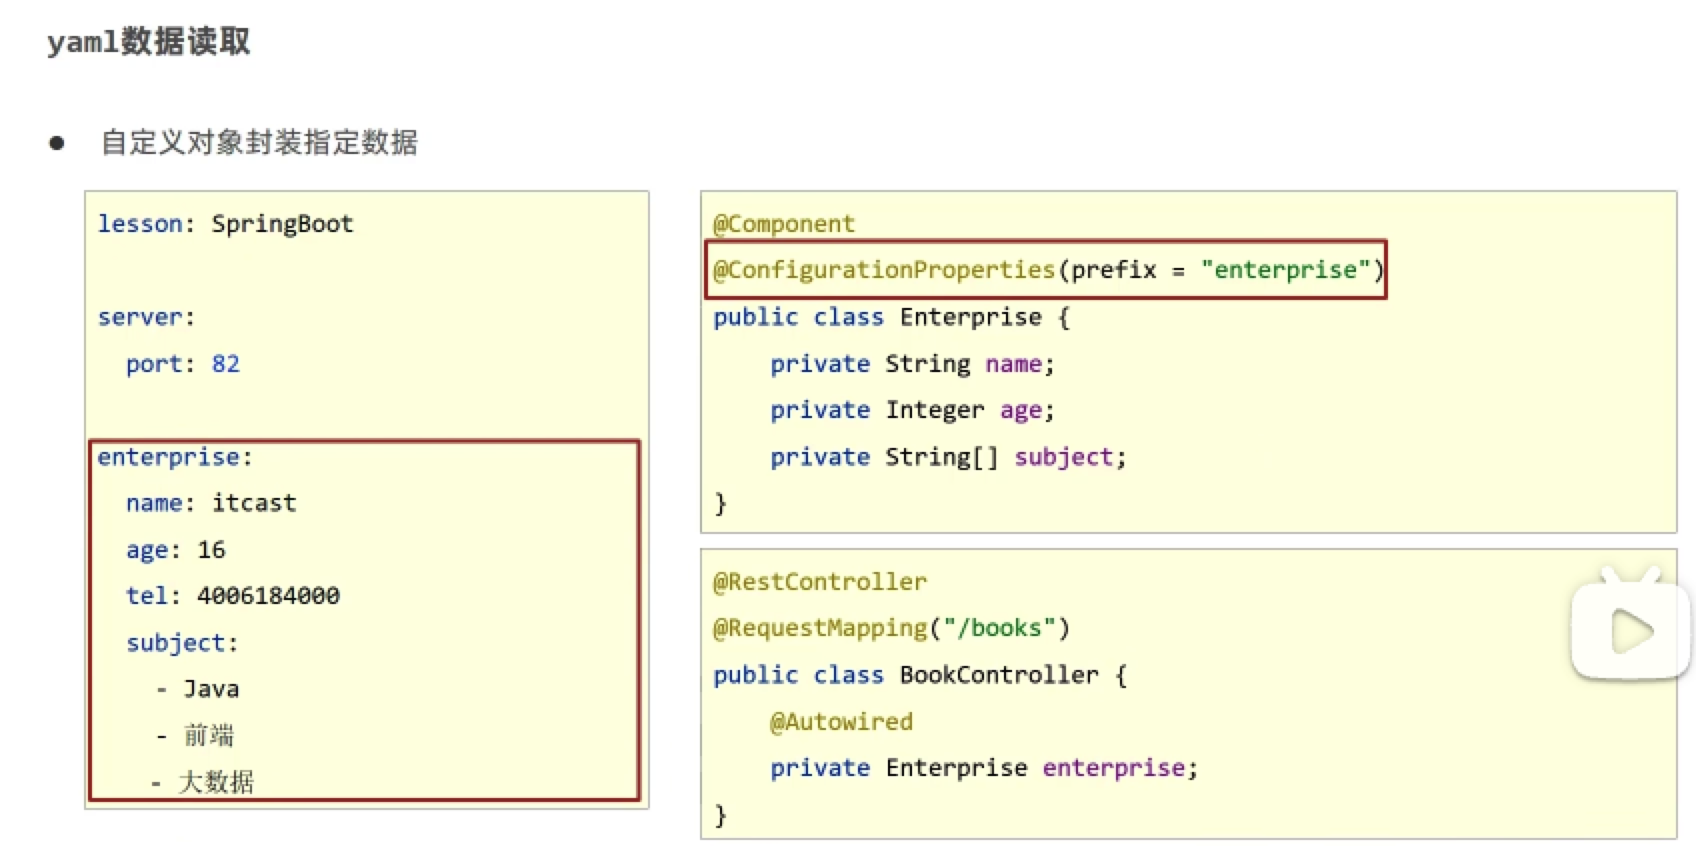 yaml数据读取
● 自定义对象封装指定数据
lesson: SpringBoot
server:
  port: 82
enterprise:
  name: itcast
  age: 16
  tel: 4006184000
  subject:
    - Java
    - 前端
    - 大数据
@Component
@ConfigurationProperties(prefix = "enterprise")
public class Enterprise {
    private String name;
    private Integer age;
    private String[] subject;
}
@RestController
@RequestMapping("/books")
public class BookController {
    @Autowired
    private Enterprise enterprise;
}